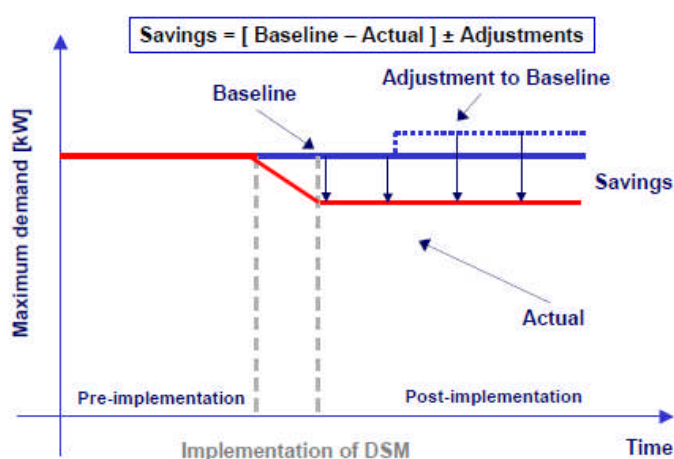 Savings = [ Baseline – Actual ] ± Adjustments
Adjustment to Baseline
Baseline
Maximum demand [kW]
Savings
Actual
Pre-implementation
Post-implementation
Implementation of DSM
Time